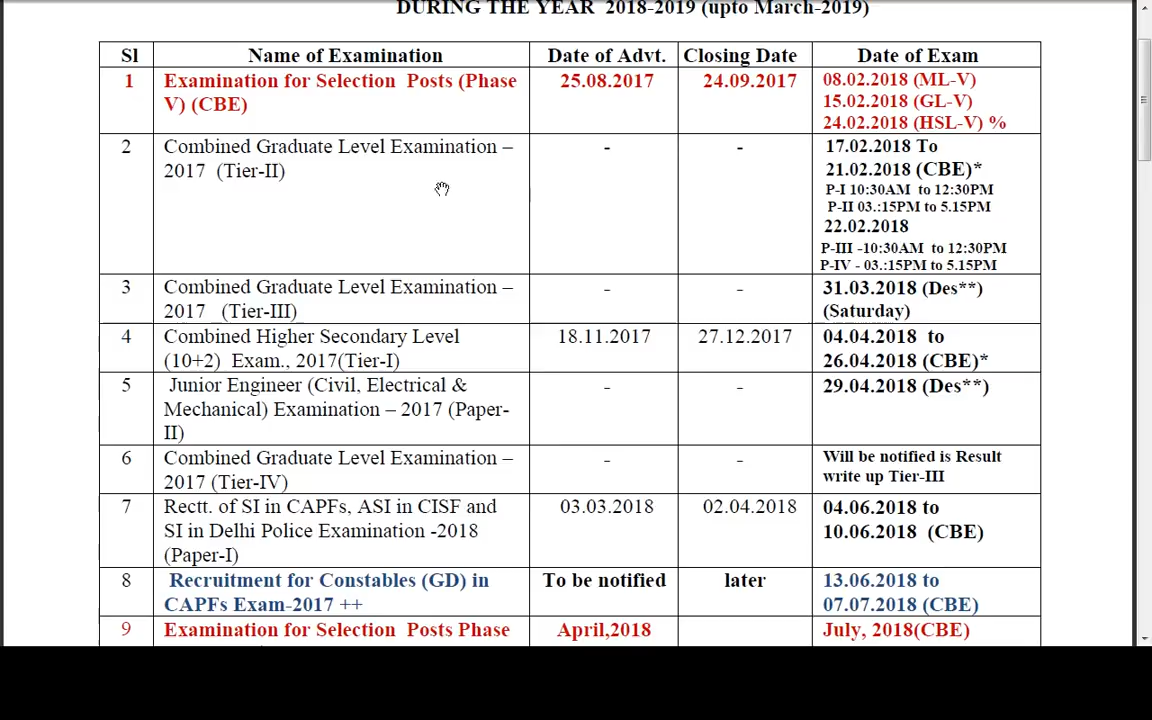 DURING THE YEAR 2018-2019 (upto March-2019)
Sl Name of Examination Date of Advt. Closing Date Date of Exam
1 Examination for Selection Posts (Phase V) (CBE) 25.08.2017 24.09.2017 08.02.2018 (ML-V)
15.02.2018 (GL-V)
24.02.2018 (HSL-V) %
2 Combined Graduate Level Examination –
2017 (Tier-II) - - 17.02.2018 To
21.02.2018 (CBE)*
P-I 10:30AM to 12:30PM
P-II 03.:15PM to 5.15PM
22.02.2018
P-III -10:30AM to 12:30PM
P-IV - 03.:15PM to 5.15PM
3 Combined Graduate Level Examination –
2017 (Tier-III) - - 31.03.2018 (Des**)
(Saturday)
4 Combined Higher Secondary Level
(10+2) Exam., 2017(Tier-I) 18.11.2017 27.12.2017 04.04.2018 to
26.04.2018 (CBE)*
5 Junior Engineer (Civil, Electrical &
Mechanical) Examination – 2017 (Paper-
II) - - 29.04.2018 (Des**)
6 Combined Graduate Level Examination –
2017 (Tier-IV) - - Will be notified is Result
write up Tier-III
7 Rectt. of SI in CAPFs, ASI in CISF and
SI in Delhi Police Examination -2018
(Paper-I) 03.03.2018 02.04.2018 04.06.2018 to
10.06.2018 (CBE)
8 Recruitment for Constables (GD) in
CAPFs Exam-2017 ++ To be notified later 13.06.2018 to
07.07.2018 (CBE)
9 Examination for Selection Posts Phase April,2018 July, 2018(CBE)